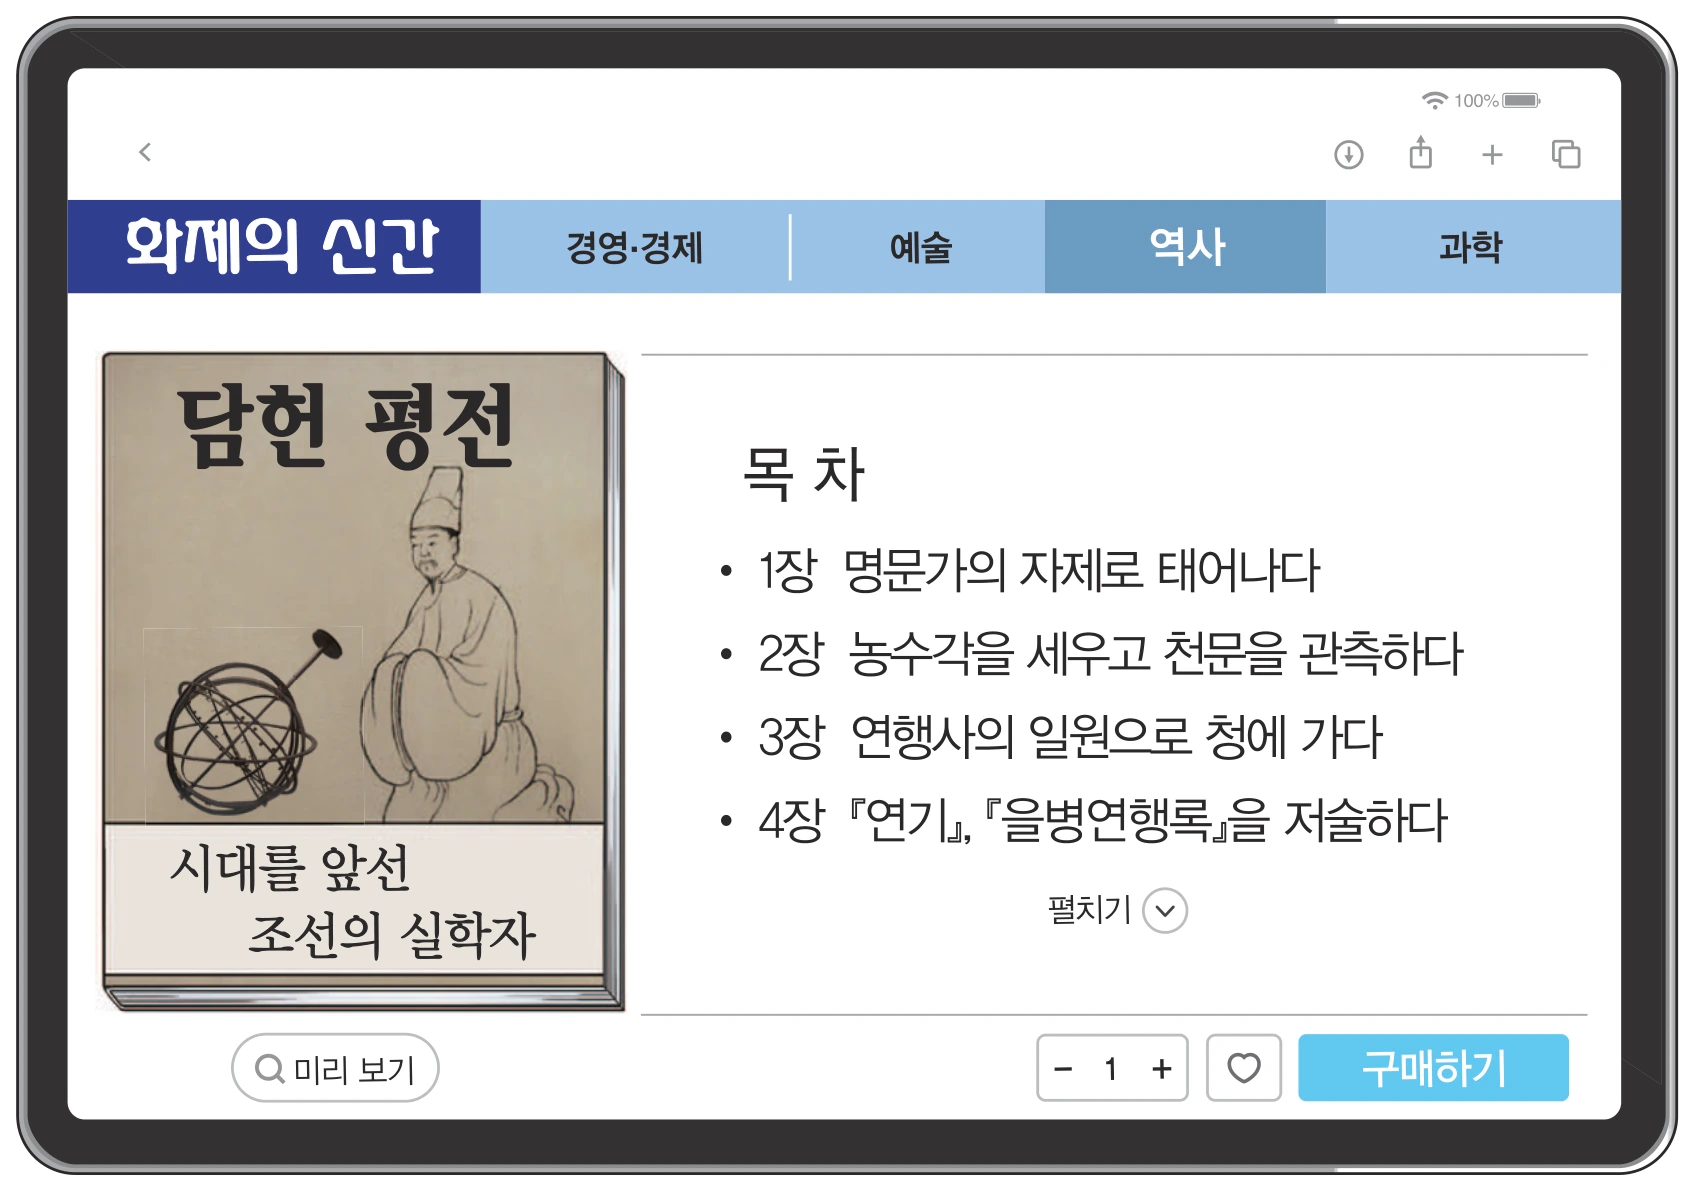 100%
화제의 신간
경영·경제
예술
역사
과학
담헌 평전
시대를 앞선
조선의 실학자
목 차
• 1장 명문가의 자제로 태어나다
• 2장 농수각을 세우고 천문을 관측하다
• 3장 연행사의 일원으로 청에 가다
• 4장 『연기』, 『을병연행록』을 저술하다
펼치기
미리 보기
− 1 +
구매하기